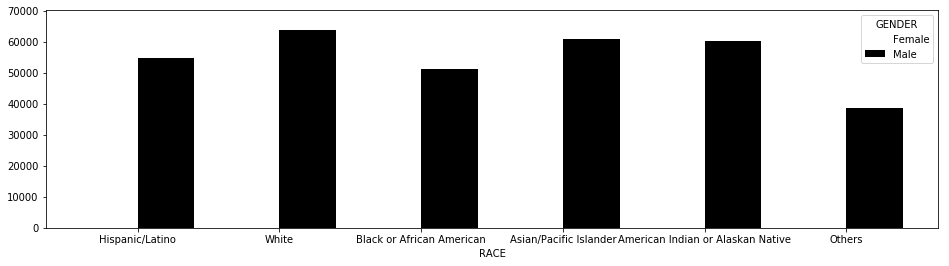 70000
GENDER
Female
Male
60000
50000
40000
30000
20000
10000
0
Hispanic/Latino
White
Black or African American
Asian/Pacific Islander
American Indian or Alaskan Native
Others
RACE